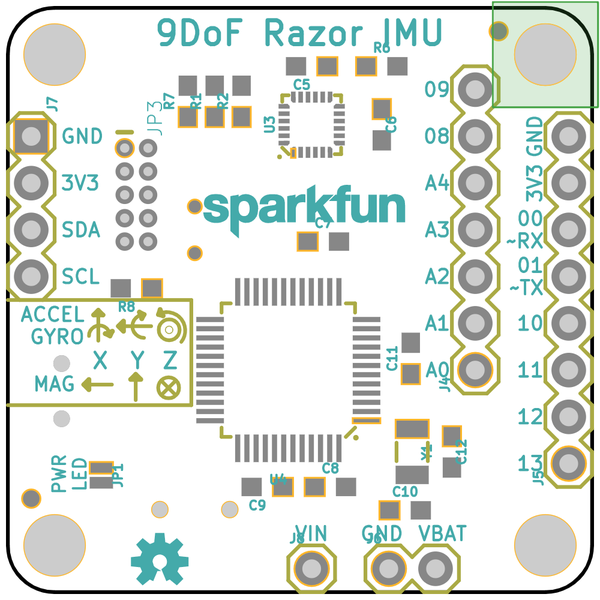 9DoF Razor IMU
R6
J7
R7
R1
R2
JP3
C5
U3
C6
09
GND
GND
08
3V3
A4
3V3
sparkfun
SDA
A3
00
~RX
C7
SCL
A2
01
~TX
R8
ACCEL
GYRO
A1
10
X Y Z
C11
A0
J4
11
MAG
12
Y1
C12
PWR
LED
JP1
U4
C8
13
J5
C9
C10
VIN
GND
VBAT
J8
J6